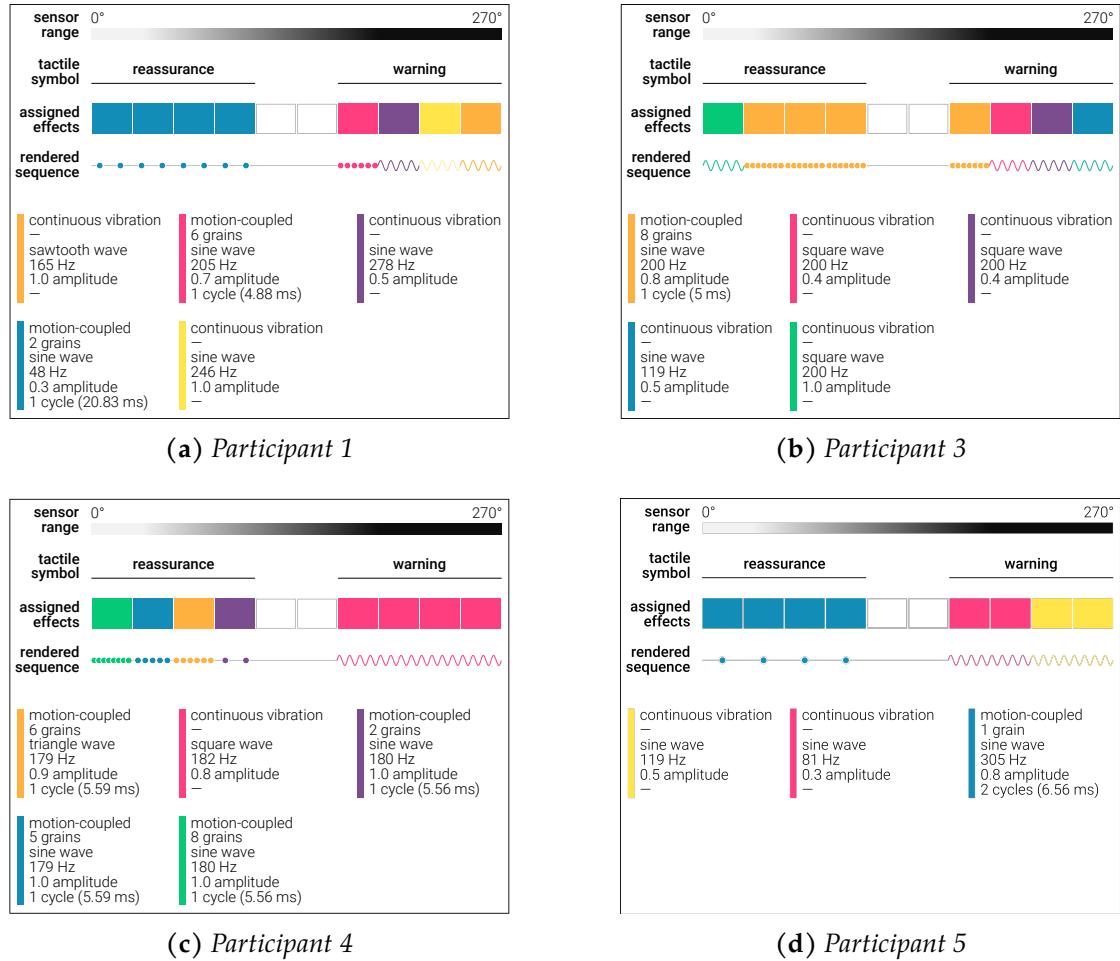 sensor range
0°
270°
tactile symbol
reassurance
warning
assigned effects
rendered sequence
continuous vibration
—
sawtooth wave
165 Hz
1.0 amplitude
—
motion-coupled
6 grains
sine wave
205 Hz
0.7 amplitude
1 cycle (4.88 ms)
continuous vibration
—
sine wave
278 Hz
0.5 amplitude
—
motion-coupled
2 grains
sine wave
48 Hz
0.3 amplitude
1 cycle (20.83 ms)
continuous vibration
—
sine wave
246 Hz
1.0 amplitude
—
(a) Participant 1
sensor range
0°
270°
tactile symbol
reassurance
warning
assigned effects
rendered sequence
motion-coupled
8 grains
sine wave
200 Hz
0.8 amplitude
1 cycle (5 ms)
continuous vibration
—
square wave
200 Hz
0.4 amplitude
—
continuous vibration
—
square wave
200 Hz
0.4 amplitude
—
continuous vibration
—
sine wave
119 Hz
0.5 amplitude
—
continuous vibration
—
square wave
200 Hz
1.0 amplitude
—
(b) Participant 3
sensor range
0°
270°
tactile symbol
reassurance
warning
assigned effects
rendered sequence
motion-coupled
6 grains
triangle wave
179 Hz
0.9 amplitude
1 cycle (5.59 ms)
continuous vibration
—
square wave
182 Hz
0.8 amplitude
—
motion-coupled
2 grains
sine wave
180 Hz
1.0 amplitude
1 cycle (5.56 ms)
motion-coupled
5 grains
sine wave
179 Hz
1.0 amplitude
1 cycle (5.59 ms)
motion-coupled
8 grains
sine wave
180 Hz
1.0 amplitude
1 cycle (5.56 ms)
(c) Participant 4
sensor range
0°
270°
tactile symbol
reassurance
warning
assigned effects
rendered sequence
continuous vibration
—
sine wave
119 Hz
0.5 amplitude
—
continuous vibration
—
sine wave
81 Hz
0.3 amplitude
—
motion-coupled
1 grain
sine wave
305 Hz
0.8 amplitude
2 cycles (6.56 ms)
(d) Participant 5